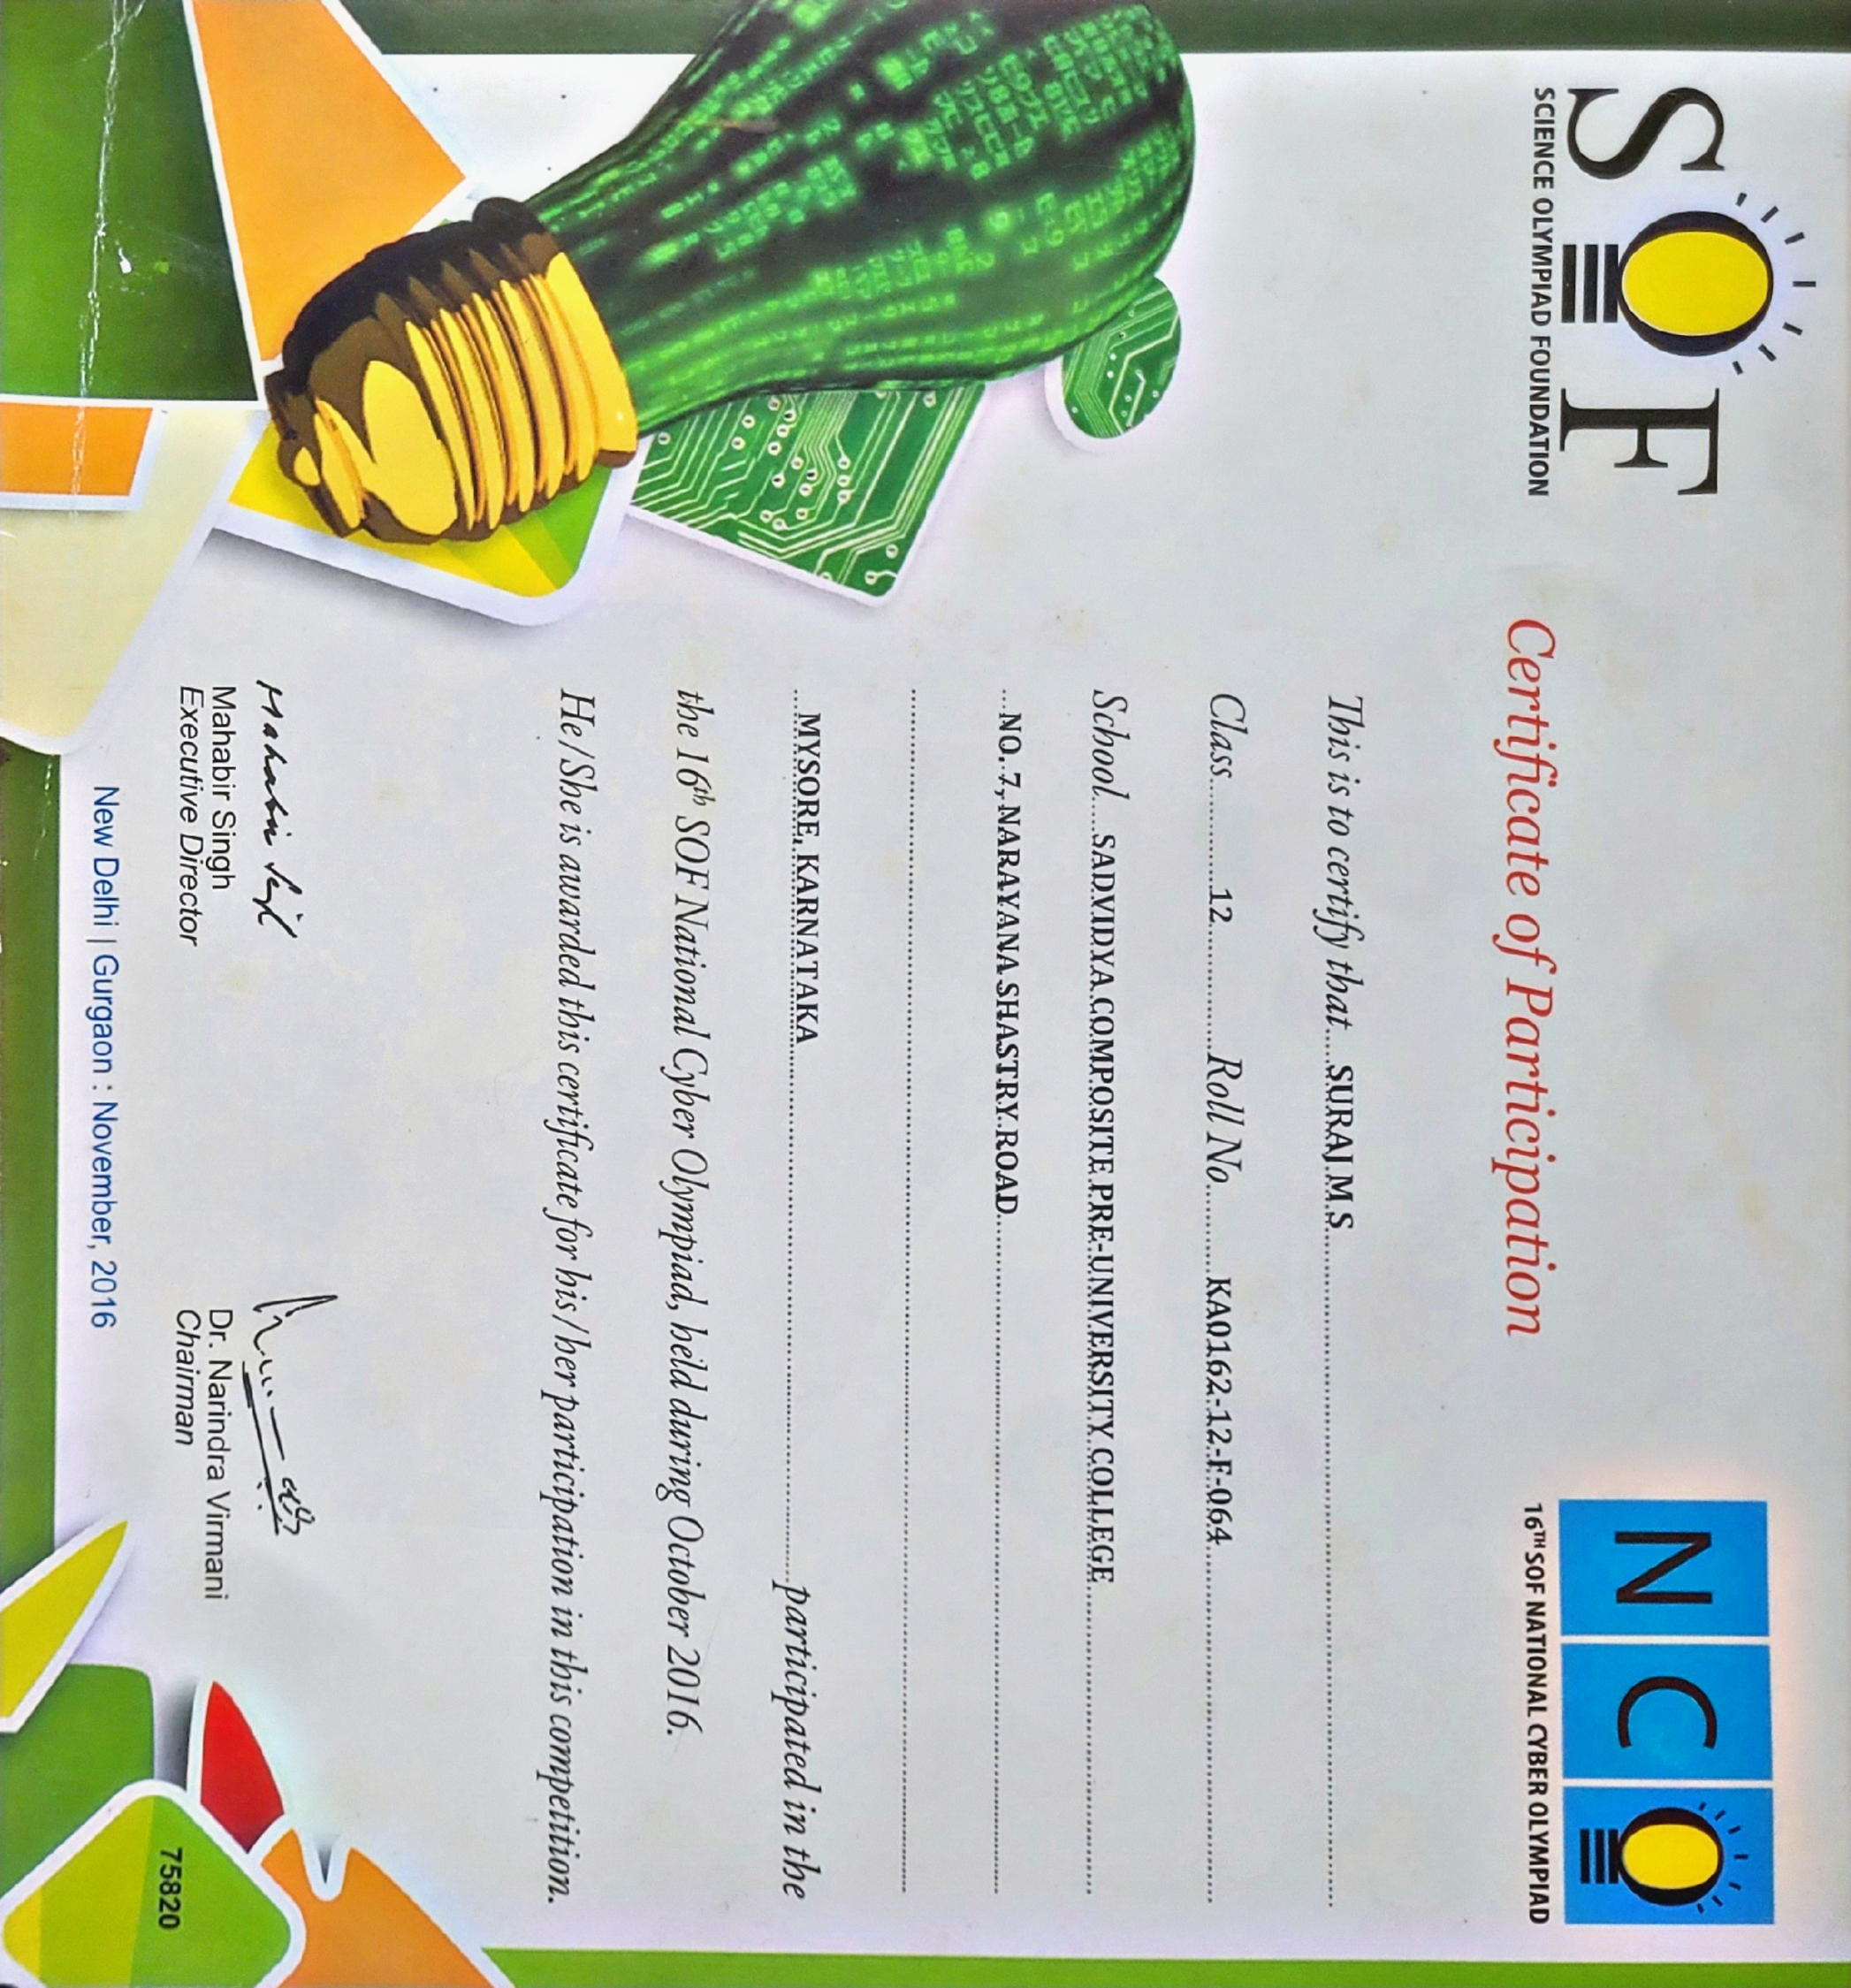 SOF
SCIENCE OLYMPIAD FOUNDATION
NCO
16TH SOF NATIONAL CYBER OLYMPIAD
Certificate of Participation
This is to certify that SURAJ M S
Class 12 Roll No KA0162-12-F-064
School SADVIDYA COMPOSITE PRE-UNIVERSITY COLLEGE
NO. 7, NARAYANA SHASTRY ROAD
MYSORE, KARNATAKA participated in the
the 16th SOF National Cyber Olympiad, held during October 2016.
He/She is awarded this certificate for his/her participation in this competition.
Mahabir Singh
Mahabir Singh
Executive Director
Dr. Narindra Virmani
Chairman
75820
New Delhi | Gurgaon : November, 2016